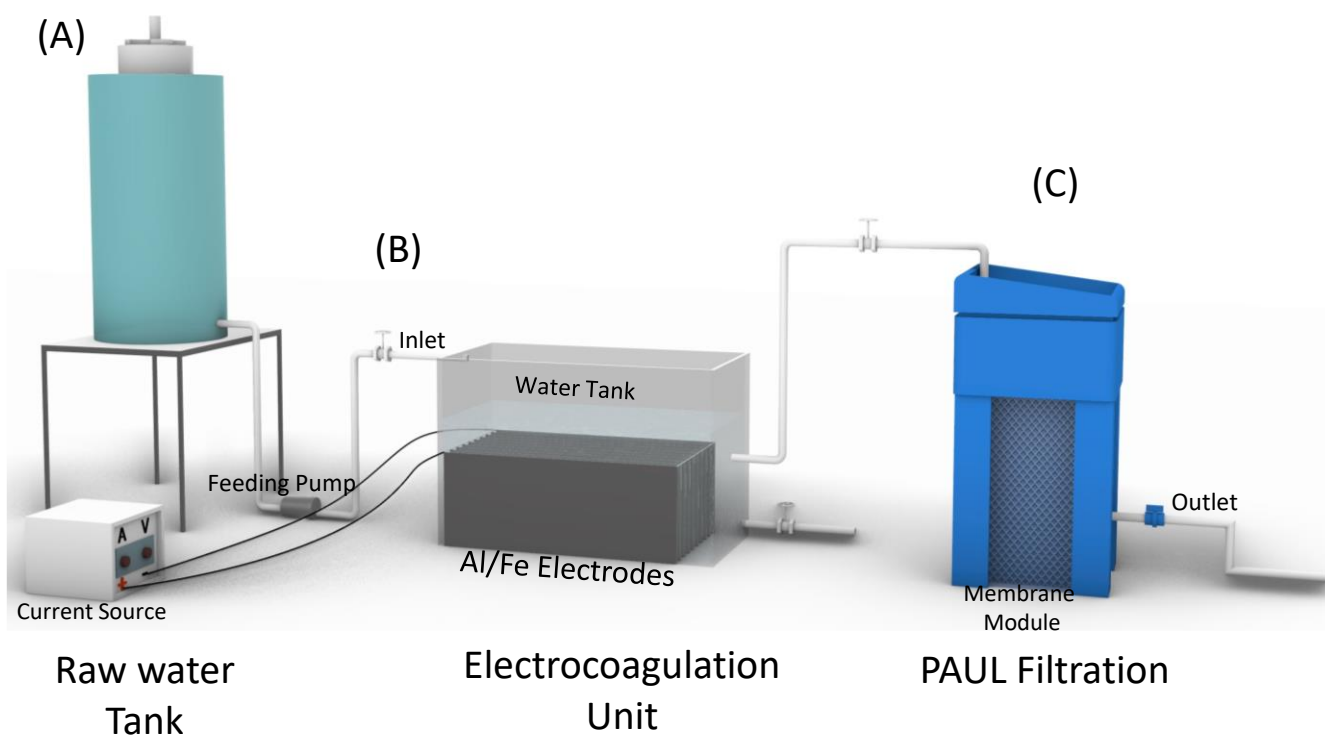 (A)
(B)
(C)
Inlet
Water Tank
Feeding Pump
A V
+ -
Outlet
Al/Fe Electrodes
Current Source
Membrane
Module
Raw water
Tank
Electrocoagulation
Unit
PAUL Filtration